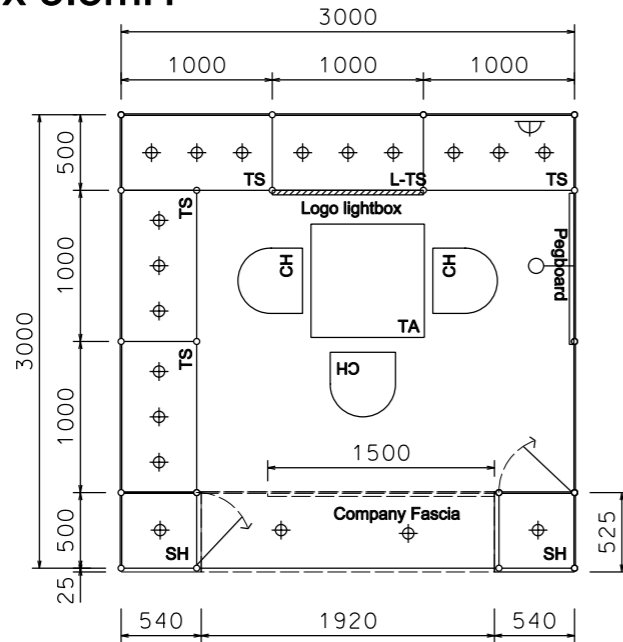 3000
1000 1000 1000
500
TS L-TS TS
Logo lightbox
TS
1000
CH CH
Pegboard
3000
TA
TS
CH
1000
1500
Company Fascia
500
SH SH
525
25
540 1920 540